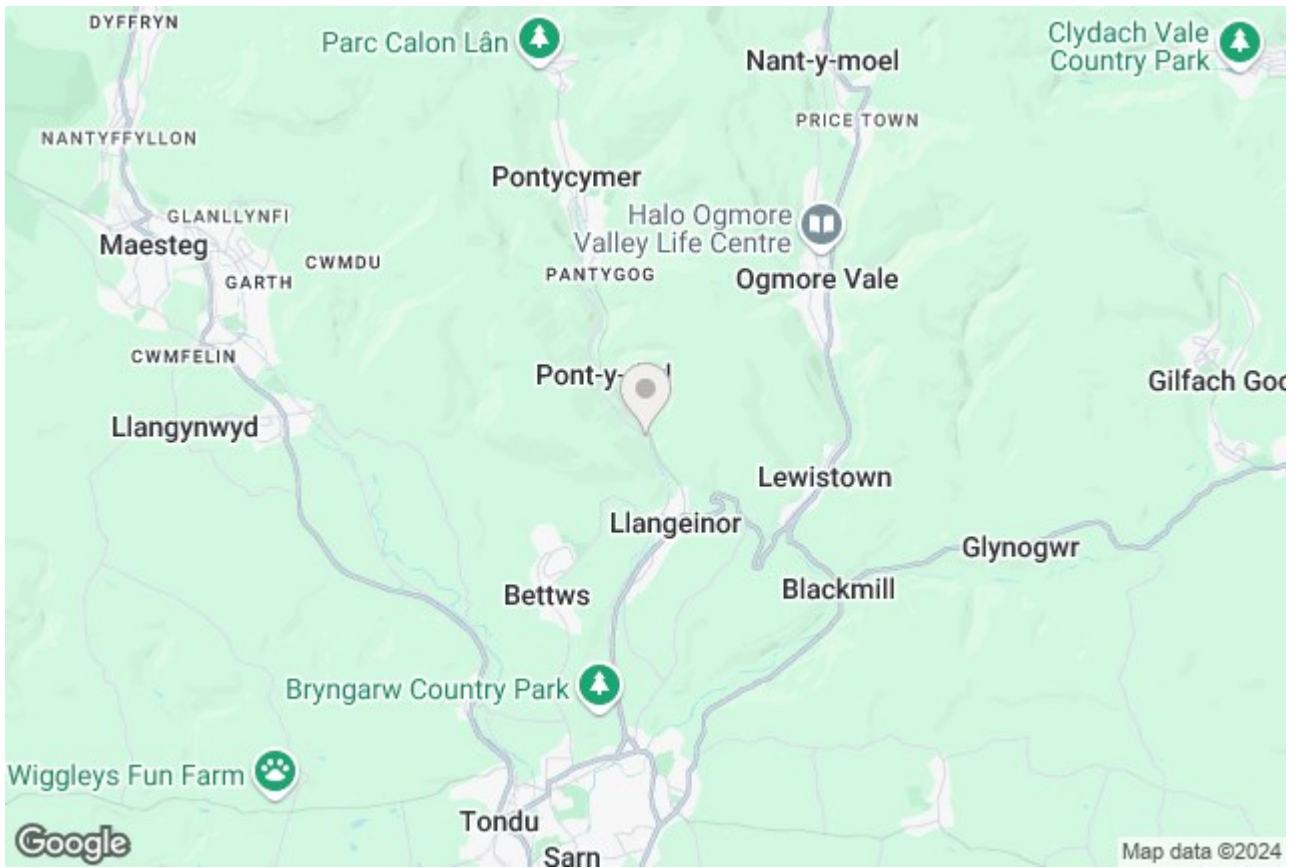 DYFFRYN
Parc Calon Lân
Nant-y-moel
Clydach Vale
Country Park
PRICE TOWN
NANTYFFYLLON
Pontycymer
GLANLLYNFI
Maesteg
Halo Ogmore
Valley Life Centre
CWMDU
PANTYGOG
GARTH
Ogmore Vale
CWMFELIN
Gilfach Goc
Llangynwyd
Lewistown
Llangeinor
Glynogwr
Bettws
Blackmill
Bryngarw Country Park
Wiggleys Fun Farm
Tondu
Sarn
Google
Map data ©2024